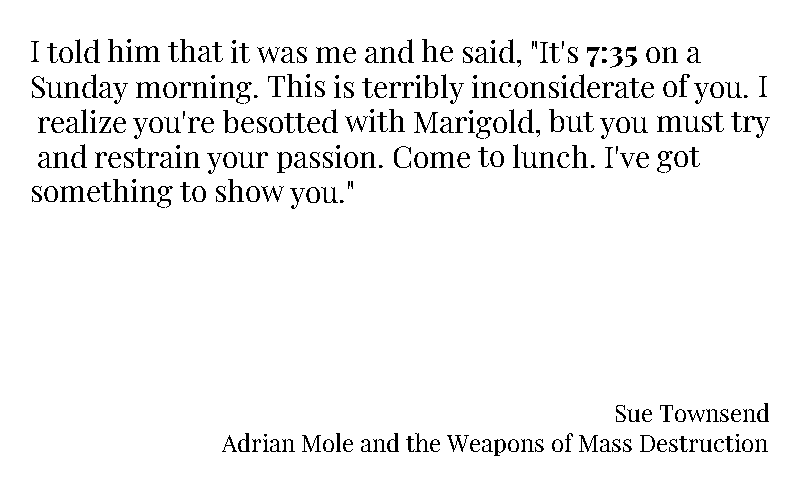 I told him that it was me and he said, "It's 7:35 on a
Sunday morning. This is terribly inconsiderate of you. I
realize you're besotted with Marigold, but you must try
and restrain your passion. Come to lunch. I've got
something to show you."
Sue Townsend
Adrian Mole and the Weapons of Mass Destruction